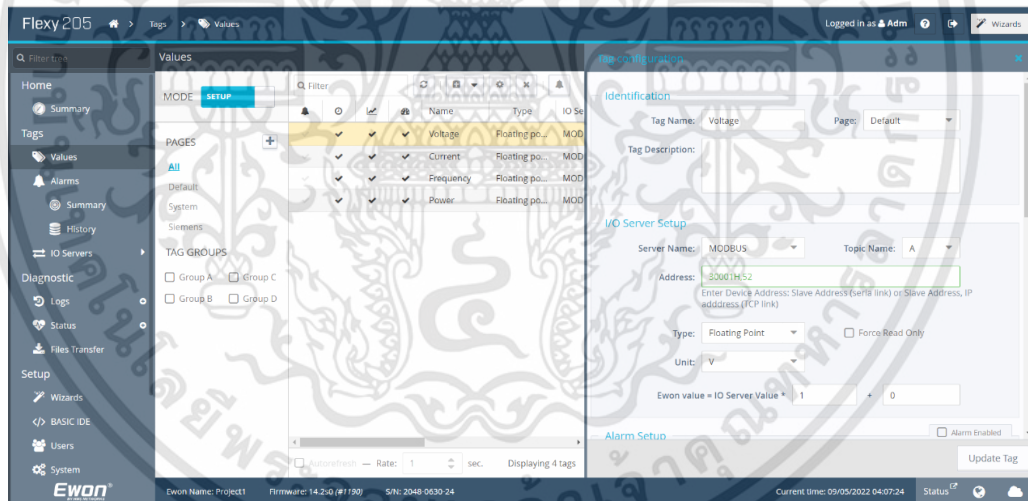 Flexy 205 > Tags > Values Logged in as Adm Wizards
Filter tree
Home
Summary
Tags
Values
Alarms
Summary
History
IO Servers
Diagnostic
Logs
Status
Files Transfer
Setup
Wizards
BASIC IDE
Users
System
Ewon
Values
MODE SETUP
PAGES
All
Default
System
Siemens
TAG GROUPS
Group A Group C
Group B Group D
Filter
Name Type IO Se
Voltage Floating po... MOD
Current Floating po... MOD
Frequency Floating po... MOD
Power Floating po... MOD
Autorefresh — Rate: 1 sec. Displaying 4 tags
Tag configuration
Identification
Tag Name: Voltage Page: Default
Tag Description:
I/O Server Setup
Server Name: MODBUS Topic Name: A
Address: 30001H,52
Enter Device Address: Slave Address (serial link) or Slave Address, IP
adddress (TCP link)
Type: Floating Point Force Read Only
Unit: V
Ewon value = IO Server Value * 1 + 0
Alarm Setup Alarm Enabled
Update Tag
Ewon Name: Project1 Firmware: 14.2s0 (#1190) S/N: 2048-0630-24 Current time: 09/05/2022 04:07:24 Status